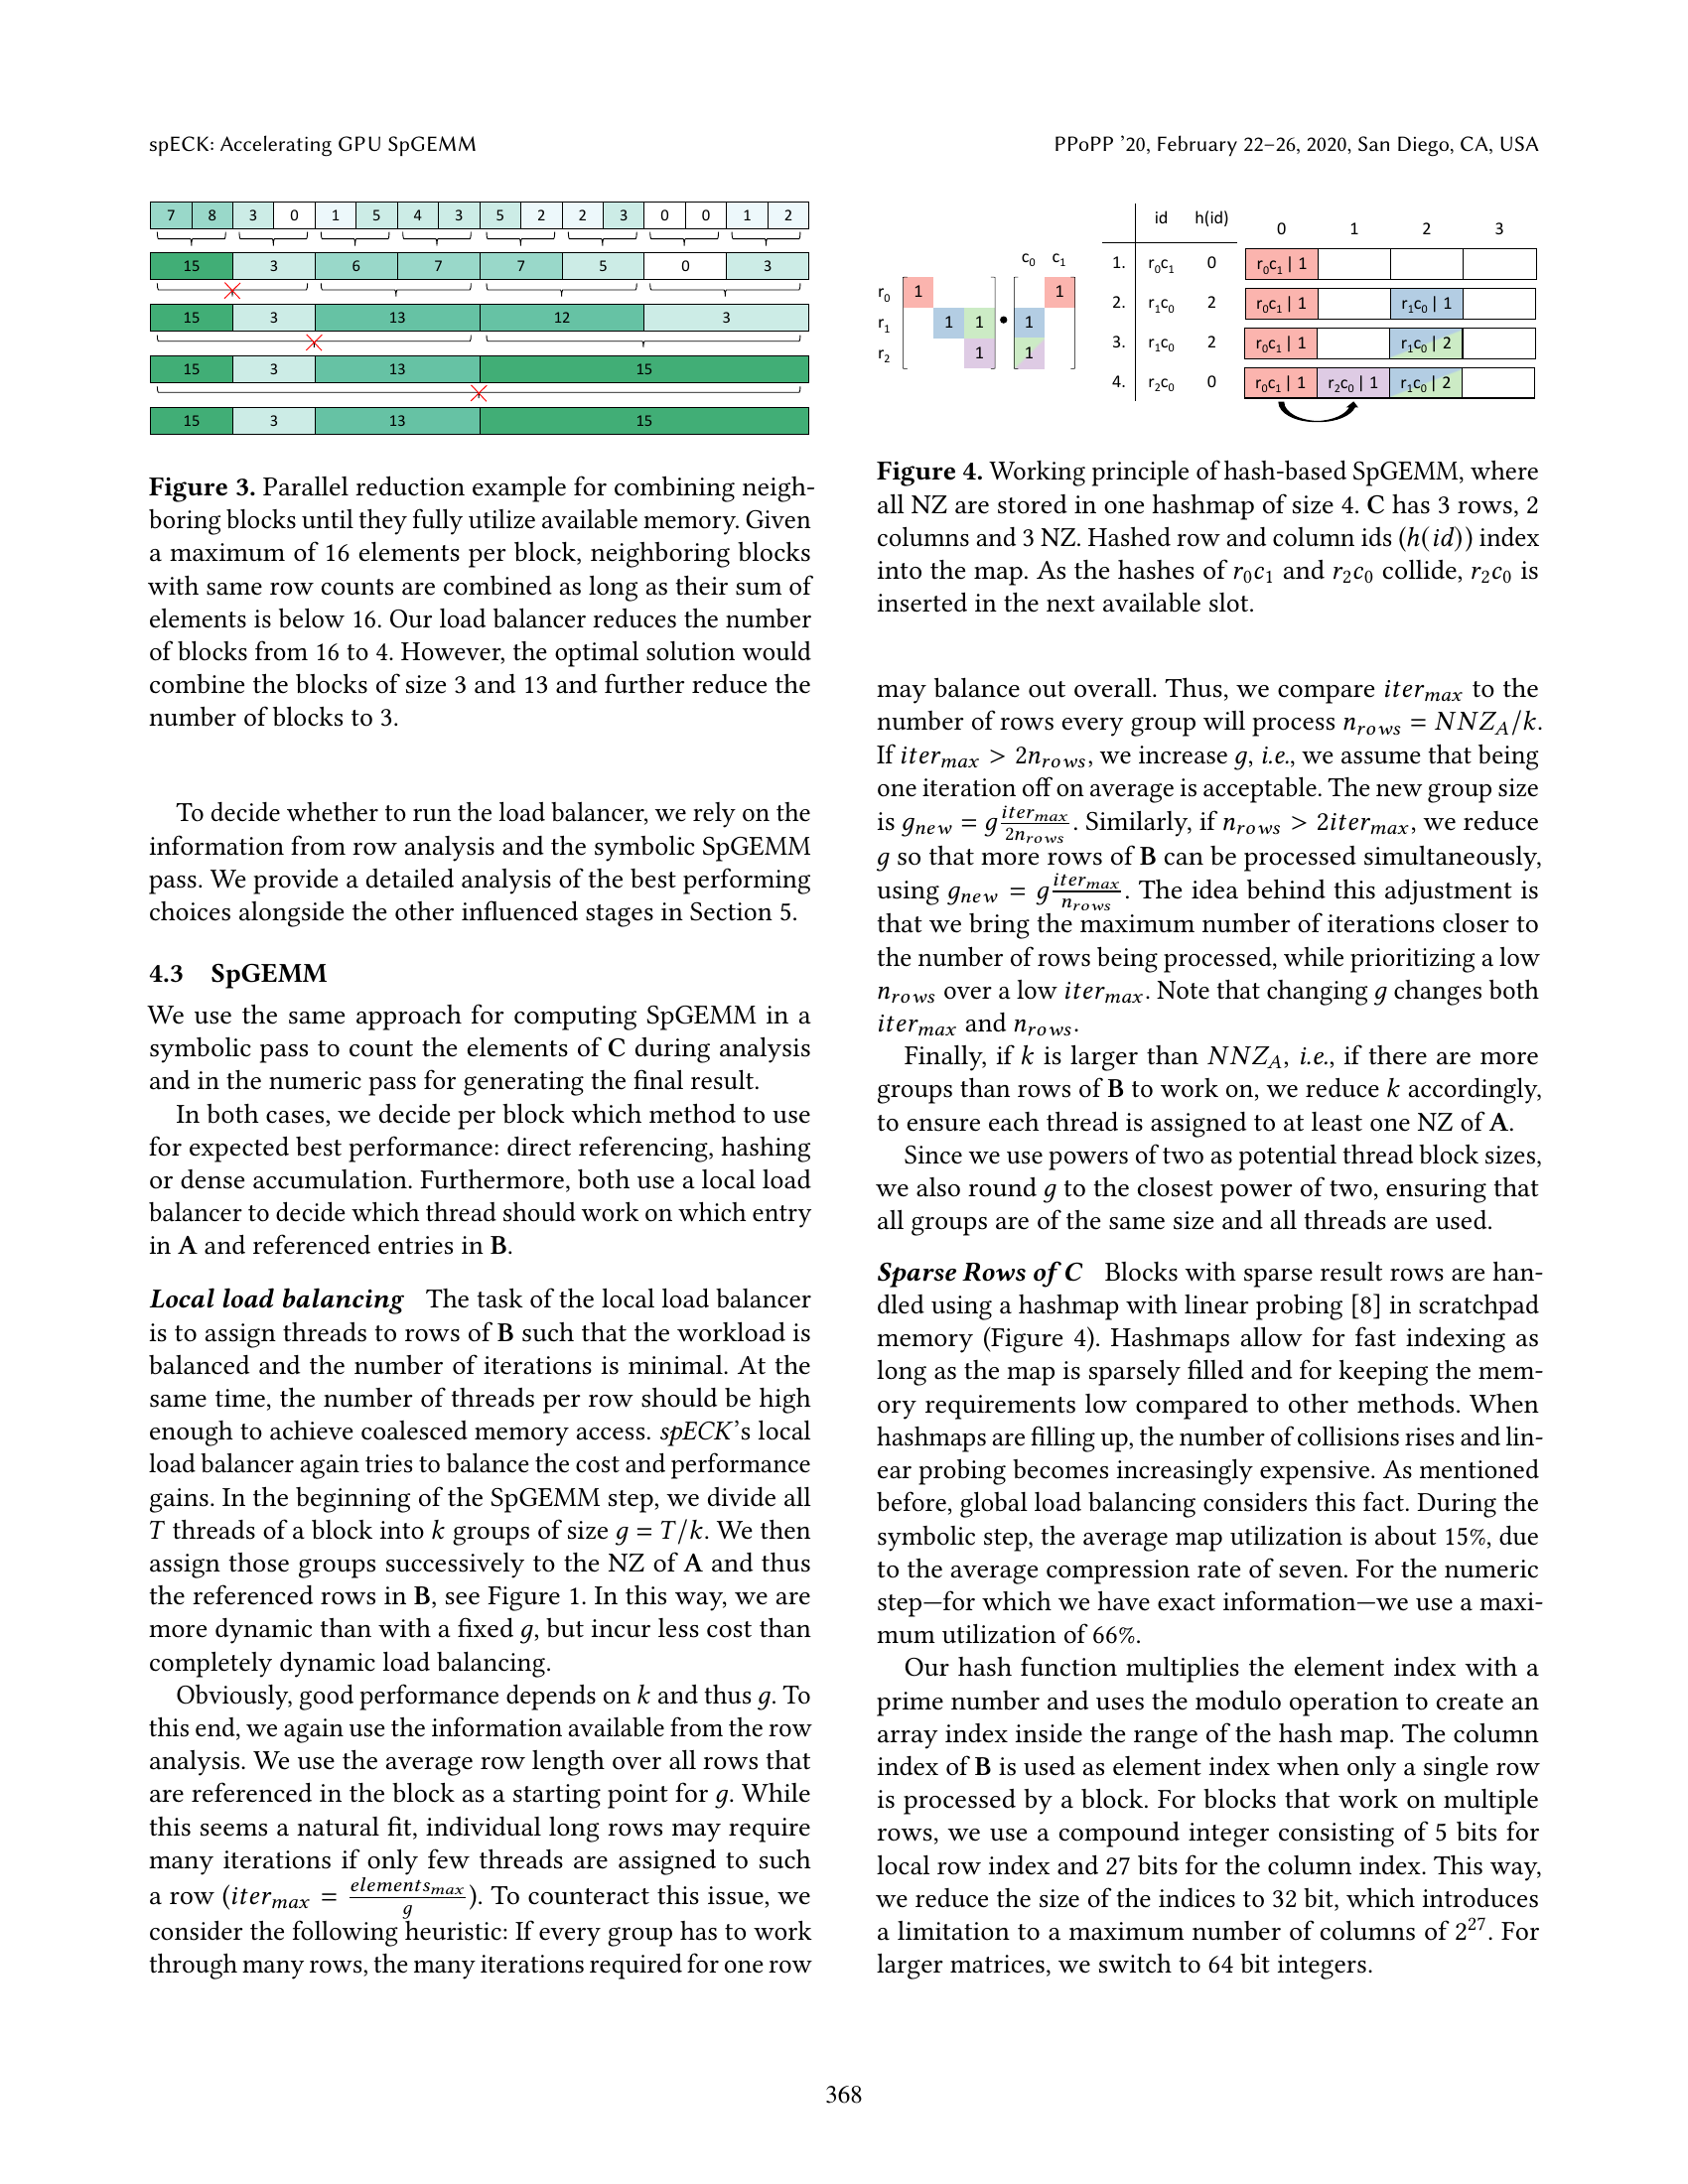 spECK: Accelerating GPU SpGEMM
PPoPP ’20, February 22–26, 2020, San Diego, CA, USA
7 8 3 0 1 5 4 3 5 2 2 3 0 0 1 2
15 3 6 7 7 5 0 3
15 3 13 12 3
15 3 13 15
15 3 13 15
Figure 3. Parallel reduction example for combining neigh-
boring blocks until they fully utilize available memory. Given
a maximum of 16 elements per block, neighboring blocks
with same row counts are combined as long as their sum of
elements is below 16. Our load balancer reduces the number
of blocks from 16 to 4. However, the optimal solution would
combine the blocks of size 3 and 13 and further reduce the
number of blocks to 3.
To decide whether to run the load balancer, we rely on the
information from row analysis and the symbolic SpGEMM
pass. We provide a detailed analysis of the best performing
choices alongside the other influenced stages in Section 5.
4.3 SpGEMM
We use the same approach for computing SpGEMM in a
symbolic pass to count the elements of C during analysis
and in the numeric pass for generating the final result.
In both cases, we decide per block which method to use
for expected best performance: direct referencing, hashing
or dense accumulation. Furthermore, both use a local load
balancer to decide which thread should work on which entry
in A and referenced entries in B.
Local load balancing The task of the local load balancer
is to assign threads to rows of B such that the workload is
balanced and the number of iterations is minimal. At the
same time, the number of threads per row should be high
enough to achieve coalesced memory access. spECK’s local
load balancer again tries to balance the cost and performance
gains. In the beginning of the SpGEMM step, we divide all
T threads of a block into k groups of size g = T/k. We then
assign those groups successively to the NZ of A and thus
the referenced rows in B, see Figure 1. In this way, we are
more dynamic than with a fixed g, but incur less cost than
completely dynamic load balancing.
Obviously, good performance depends on k and thus g. To
this end, we again use the information available from the row
analysis. We use the average row length over all rows that
are referenced in the block as a starting point for g. While
this seems a natural fit, individual long rows may require
many iterations if only few threads are assigned to such
a row (iter_max = elements_max / g). To counteract this issue, we
consider the following heuristic: If every group has to work
through many rows, the many iterations required for one row
id h(id) 0 1 2 3
c0 c1
1. r0c1 0 r0c1 | 1
r0 1 1
2. r1c0 2 r0c1 | 1 r1c0 | 1
r1 1 1 • 1
3. r1c0 2 r0c1 | 1 r1c0 | 2
r2 1 1
4. r2c0 0 r0c1 | 1 r2c0 | 1 r1c0 | 2
Figure 4. Working principle of hash-based SpGEMM, where
all NZ are stored in one hashmap of size 4. C has 3 rows, 2
columns and 3 NZ. Hashed row and column ids (h(id)) index
into the map. As the hashes of r0c1 and r2c0 collide, r2c0 is
inserted in the next available slot.
may balance out overall. Thus, we compare iter_max to the
number of rows every group will process n_rows = NNZ_A/k.
If iter_max > 2n_rows, we increase g, i.e., we assume that being
one iteration off on average is acceptable. The new group size
is g_new = g iter_max / 2n_rows. Similarly, if n_rows > 2iter_max, we reduce
g so that more rows of B can be processed simultaneously,
using g_new = g iter_max / n_rows. The idea behind this adjustment is
that we bring the maximum number of iterations closer to
the number of rows being processed, while prioritizing a low
n_rows over a low iter_max. Note that changing g changes both
iter_max and n_rows.
Finally, if k is larger than NNZ_A, i.e., if there are more
groups than rows of B to work on, we reduce k accordingly,
to ensure each thread is assigned to at least one NZ of A.
Since we use powers of two as potential thread block sizes,
we also round g to the closest power of two, ensuring that
all groups are of the same size and all threads are used.
Sparse Rows of C Blocks with sparse result rows are han-
dled using a hashmap with linear probing [8] in scratchpad
memory (Figure 4). Hashmaps allow for fast indexing as
long as the map is sparsely filled and for keeping the mem-
ory requirements low compared to other methods. When
hashmaps are filling up, the number of collisions rises and lin-
ear probing becomes increasingly expensive. As mentioned
before, global load balancing considers this fact. During the
symbolic step, the average map utilization is about 15%, due
to the average compression rate of seven. For the numeric
step—for which we have exact information—we use a maxi-
mum utilization of 66%.
Our hash function multiplies the element index with a
prime number and uses the modulo operation to create an
array index inside the range of the hash map. The column
index of B is used as element index when only a single row
is processed by a block. For blocks that work on multiple
rows, we use a compound integer consisting of 5 bits for
local row index and 27 bits for the column index. This way,
we reduce the size of the indices to 32 bit, which introduces
a limitation to a maximum number of columns of 2^27. For
larger matrices, we switch to 64 bit integers.
368